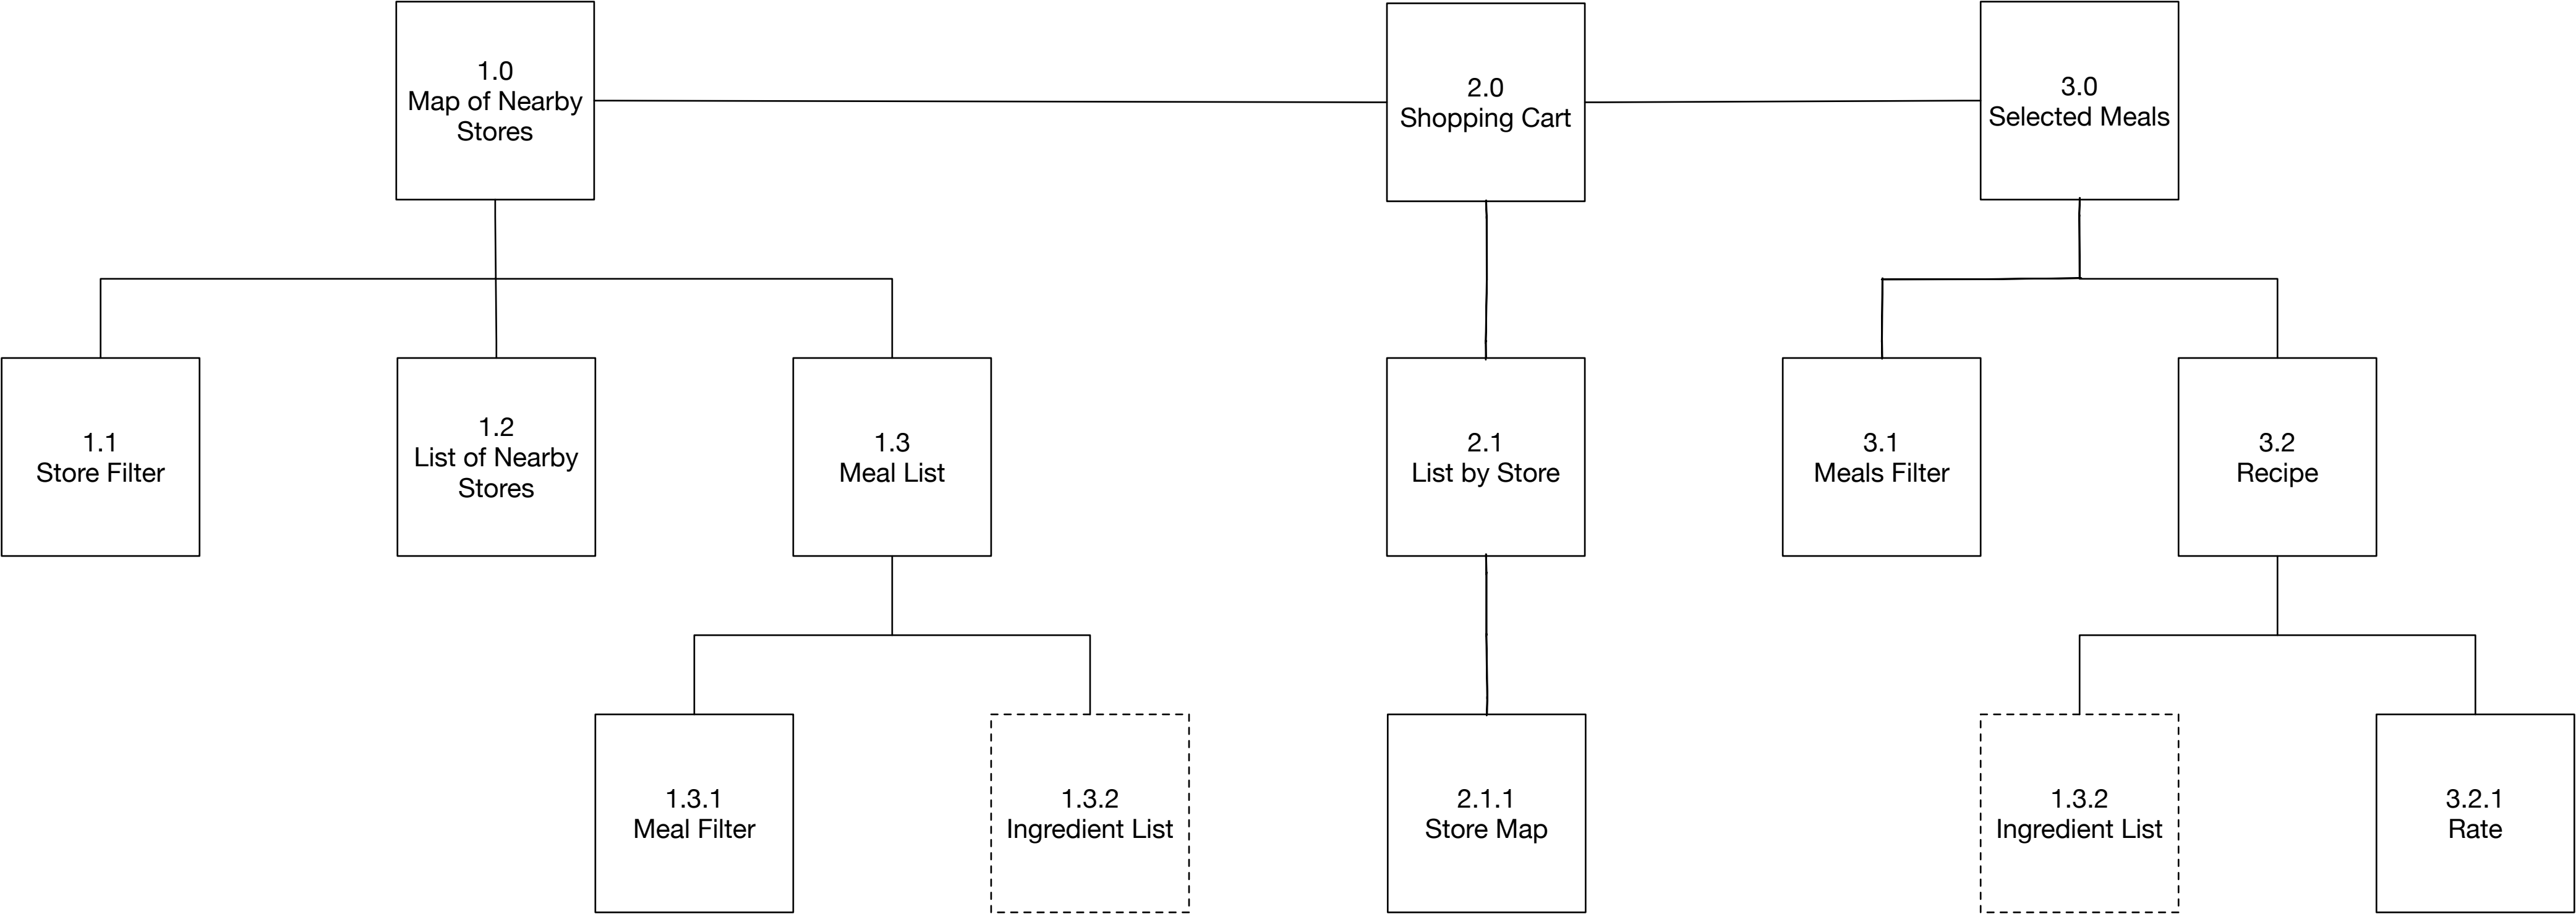 1.0
Map of Nearby
Stores
2.0
Shopping Cart
3.0
Selected Meals
1.1
Store Filter
1.2
List of Nearby
Stores
1.3
Meal List
2.1
List by Store
3.1
Meals Filter
3.2
Recipe
1.3.1
Meal Filter
1.3.2
Ingredient List
2.1.1
Store Map
1.3.2
Ingredient List
3.2.1
Rate